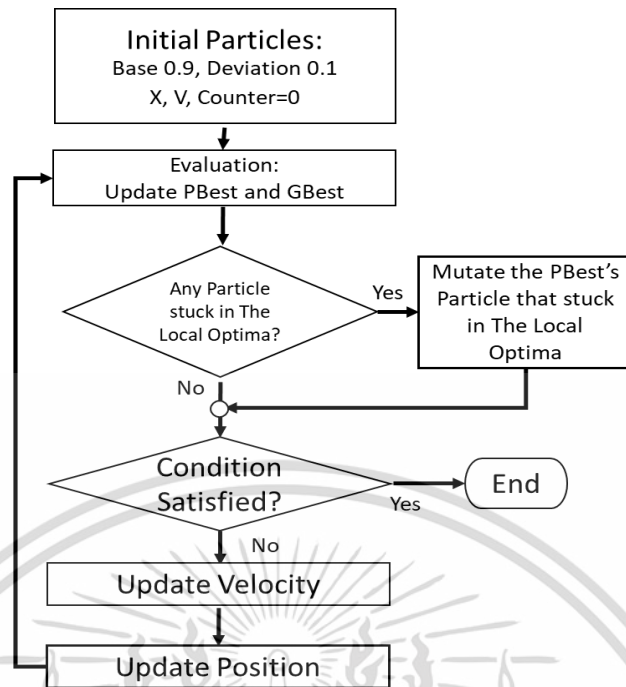 Initial Particles:
Base 0.9, Deviation 0.1
X, V, Counter=0
Evaluation:
Update PBest and GBest
Any Particle
stuck in The
Local Optima?
Yes
Mutate the PBest's
Particle that stuck
in The Local
Optima
No
Condition
Satisfied?
Yes
End
No
Update Velocity
Update Position